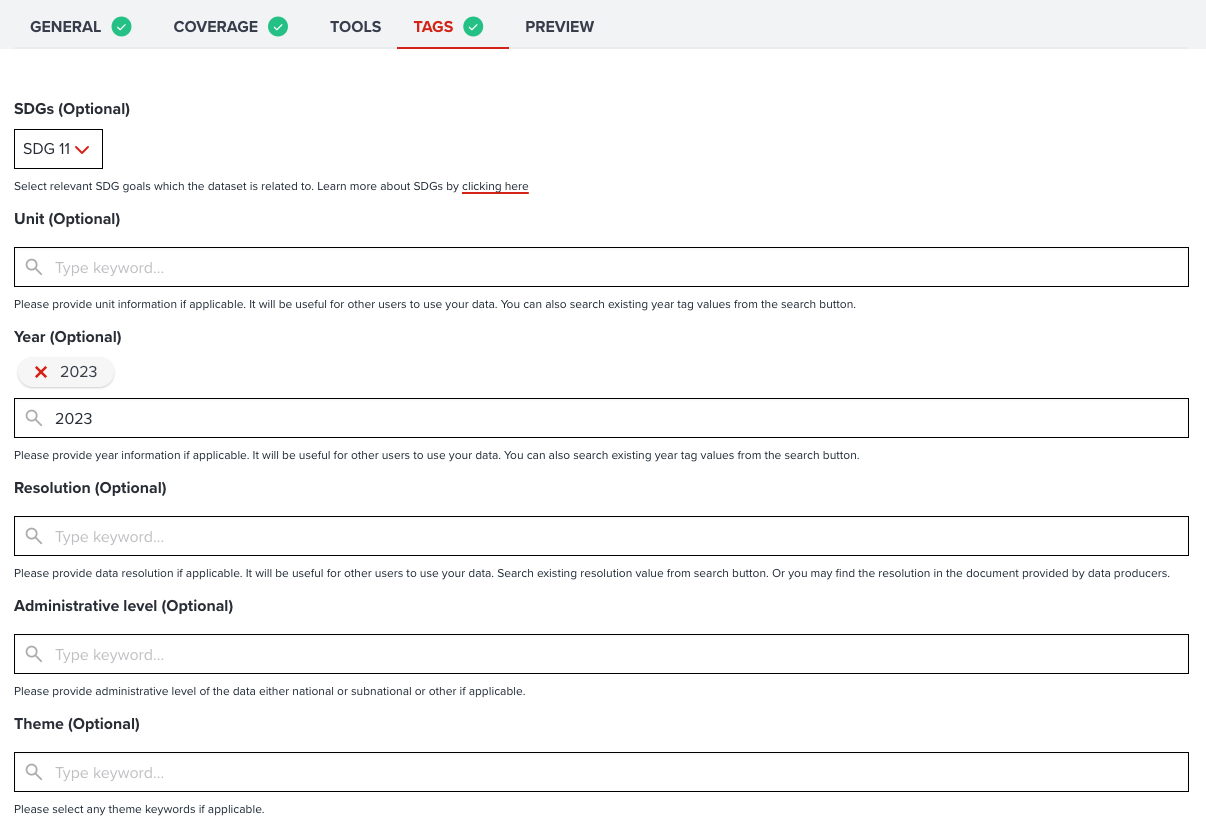 GENERAL COVERAGE TOOLS TAGS PREVIEW
SDGs (Optional)
SDG 11
Select relevant SDG goals which the dataset is related to. Learn more about SDGs by clicking here
Unit (Optional)
Type keyword...
Please provide unit information if applicable. It will be useful for other users to use your data. You can also search existing year tag values from the search button.
Year (Optional)
2023
2023
Please provide year information if applicable. It will be useful for other users to use your data. You can also search existing year tag values from the search button.
Resolution (Optional)
Type keyword...
Please provide data resolution if applicable. It will be useful for other users to use your data. Search existing resolution value from search button. Or you may find the resolution in the document provided by data producers.
Administrative level (Optional)
Type keyword...
Please provide administrative level of the data either national or subnational or other if applicable.
Theme (Optional)
Type keyword...
Please select any theme keywords if applicable.